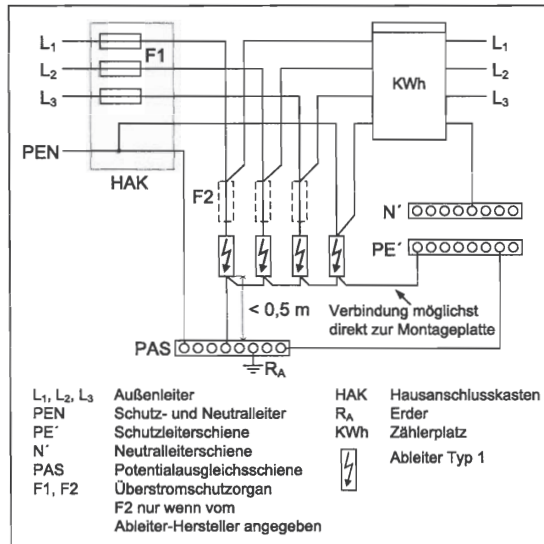 L₁
F1
L₂
L₃
PEN
HAK
KWh
L₁
L₂
L₃
F2
N´
PE´
< 0,5 m
Verbindung möglichst
direkt zur Montageplatte
PAS
R_A
L₁, L₂, L₃ Außenleiter
PEN Schutz- und Neutralleiter
PE´ Schutzleiterschiene
N´ Neutralleiterschiene
PAS Potentialausgleichsschiene
F1, F2 Überstromschutzorgan
F2 nur wenn vom
Ableiter-Hersteller angegeben
HAK Hausanschlusskasten
R_A Erder
KWh Zählerplatz
Ableiter Typ 1